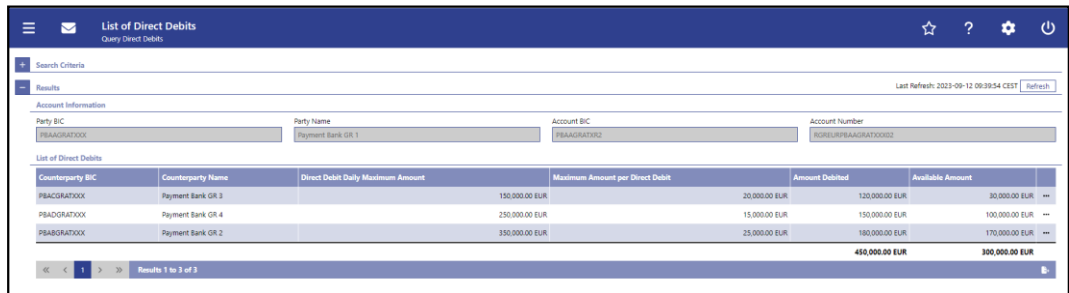 List of Direct Debits
Query Direct Debits
Search Criteria
Results Last Refresh: 2023-09-12 09:39:54 CEST Refresh
Account Information
Party BIC Party Name Account BIC Account Number
PBAAGRATXXX Payment Bank GR 1 PBAAGRATXR2 RGREURPBAAGRATXXX02
List of Direct Debits
Counterparty BIC Counterparty Name Direct Debit Daily Maximum Amount Maximum Amount per Direct Debit Amount Debited Available Amount
PBACGRATXXX Payment Bank GR 3 150,000.00 EUR 20,000.00 EUR 120,000.00 EUR 30,000.00 EUR ...
PBADGRATXXX Payment Bank GR 4 250,000.00 EUR 15,000.00 EUR 150,000.00 EUR 100,000.00 EUR ...
PBABGRATXXX Payment Bank GR 2 350,000.00 EUR 25,000.00 EUR 180,000.00 EUR 170,000.00 EUR ...
450,000.00 EUR 300,000.00 EUR
« < 1 > » Results 1 to 3 of 3